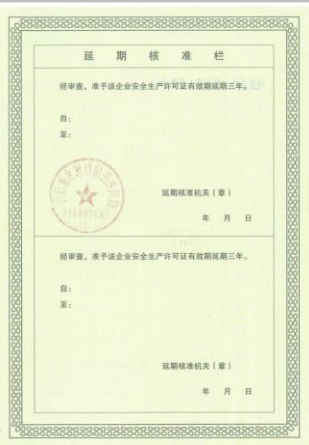 延期核准栏
经审查，准予该企业安全生产许可证有效期延期三年。
自：
至：
延期核准机关（章）
年 月 日
经审查，准予该企业安全生产许可证有效期延期三年。
自：
至：
延期核准机关（章）
年 月 日